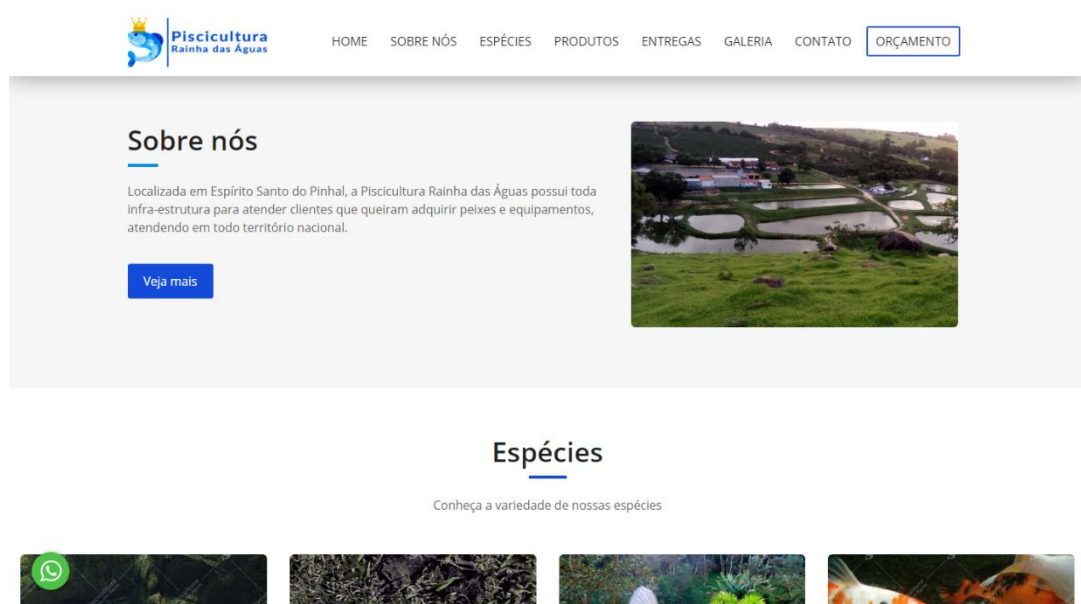 Piscicultura
Rainha das Águas
HOME SOBRE NÓS ESPÉCIES PRODUTOS ENTREGAS GALERIA CONTATO ORÇAMENTO
Sobre nós
Localizada em Espírito Santo do Pinhal, a Piscicultura Rainha das Águas possui toda
infra-estrutura para atender clientes que queiram adquirir peixes e equipamentos,
atendendo em todo território nacional.
Veja mais
Espécies
Conheça a variedade de nossas espécies